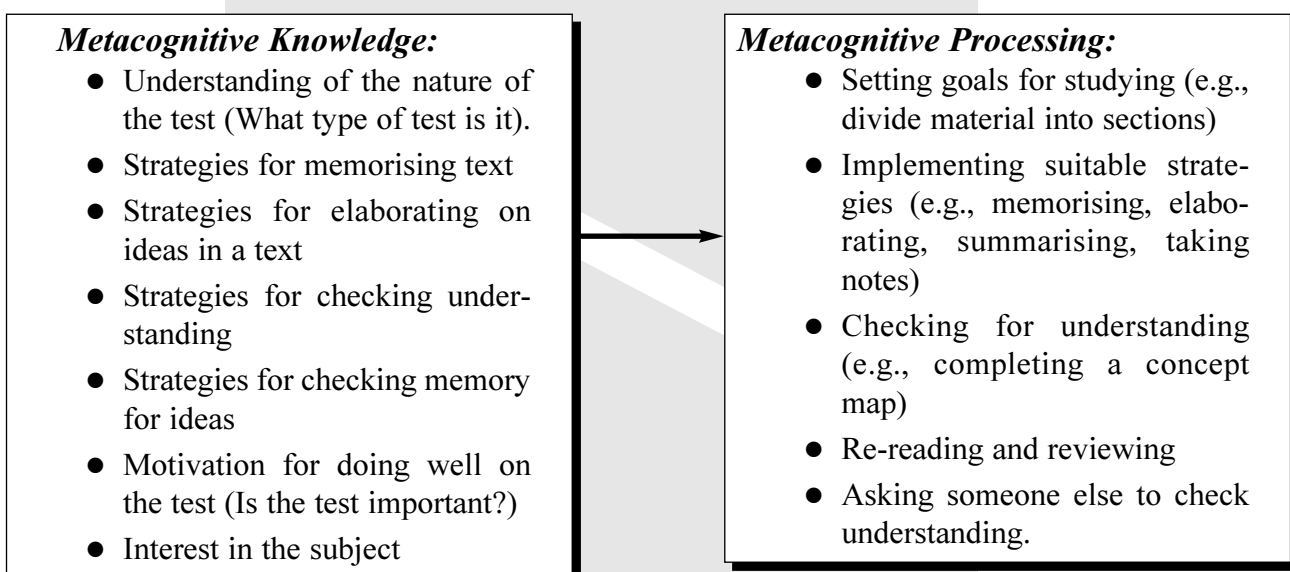 Metacognitive Knowledge:
● Understanding of the nature of
the test (What type of test is it).
● Strategies for memorising text
● Strategies for elaborating on
ideas in a text
● Strategies for checking under-
standing
● Strategies for checking memory
for ideas
● Motivation for doing well on
the test (Is the test important?)
● Interest in the subject
Metacognitive Processing:
● Setting goals for studying (e.g.,
divide material into sections)
● Implementing suitable strate-
gies (e.g., memorising, elabo-
rating, summarising, taking
notes)
● Checking for understanding
(e.g., completing a concept
map)
● Re-reading and reviewing
● Asking someone else to check
understanding.